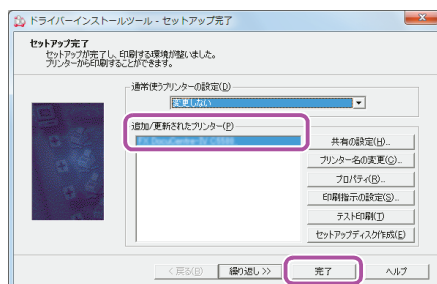 ドライバーインストールツール - セットアップ完了
セットアップ完了
セットアップが完了し、印刷する環境が整いました。
プリンターから印刷することができます。
通常使うプリンターの設定(D)
変更しない
追加/更新されたプリンター(P)
FX DocuCentre-IV
共有の設定(H)...
プリンター名の変更(C)...
プロパティ(R)...
印刷指示の設定(S)...
テスト印刷(T)
セットアップディスク作成(E)
< 戻る(B)
繰り返し >>
完了
ヘルプ